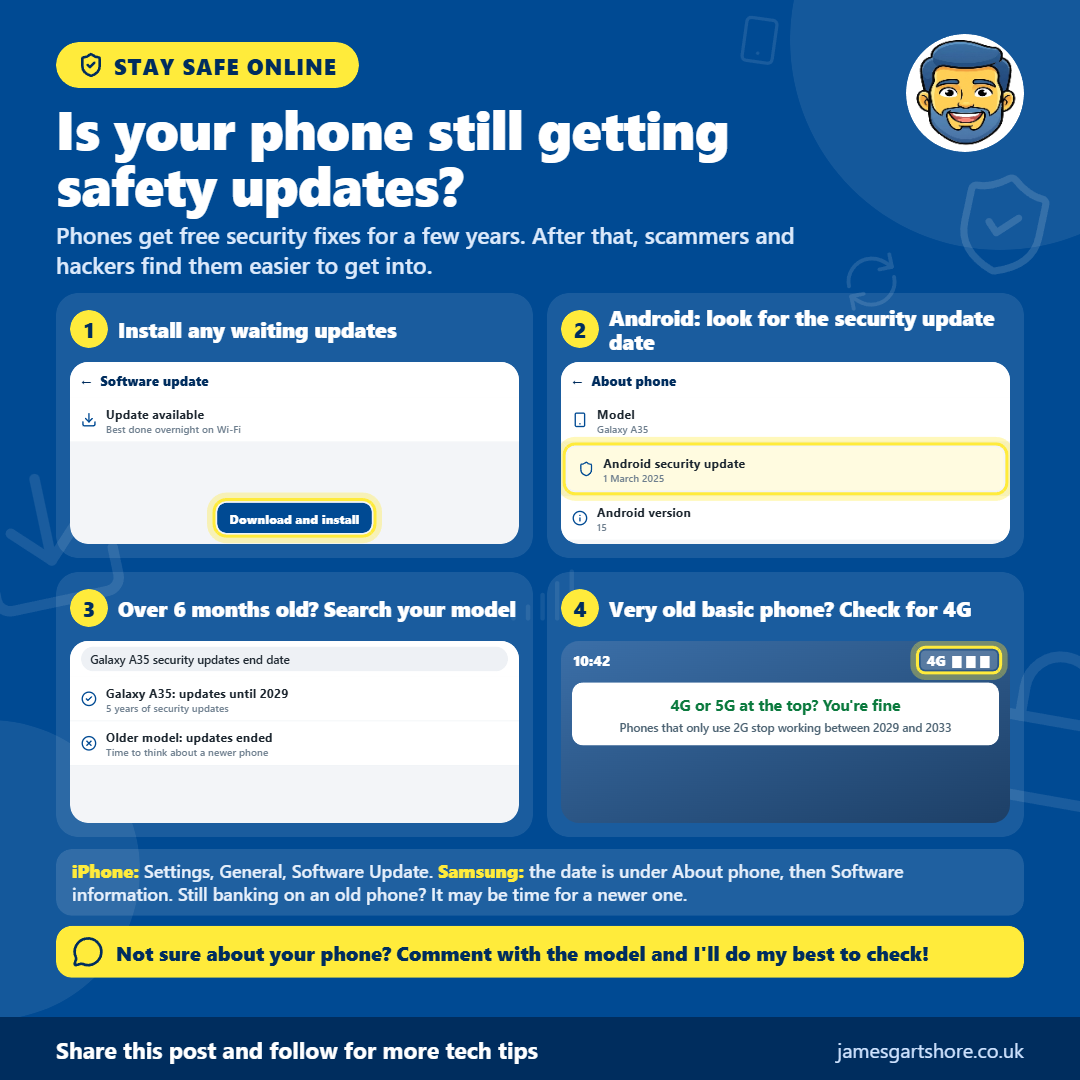 STAY SAFE ONLINE
Is your phone still getting
safety updates?
Phones get free security fixes for a few years. After that, scammers and
hackers find them easier to get into.
1 Install any waiting updates
← Software update
Update available
Best done overnight on Wi-Fi
Download and install
2 Android: look for the security update
date
← About phone
Model
Galaxy A35
Android security update
1 March 2025
Android version
15
3 Over 6 months old? Search your model
Galaxy A35 security updates end date
Galaxy A35: updates until 2029
5 years of security updates
Older model: updates ended
Time to think about a newer phone
4 Very old basic phone? Check for 4G
10:42
4G
4G or 5G at the top? You're fine
Phones that only use 2G stop working between 2029 and 2033
iPhone: Settings, General, Software Update. Samsung: the date is under About phone, then Software
information. Still banking on an old phone? It may be time for a newer one.
Not sure about your phone? Comment with the model and I'll do my best to check!
Share this post and follow for more tech tips
jamesgartshore.co.uk